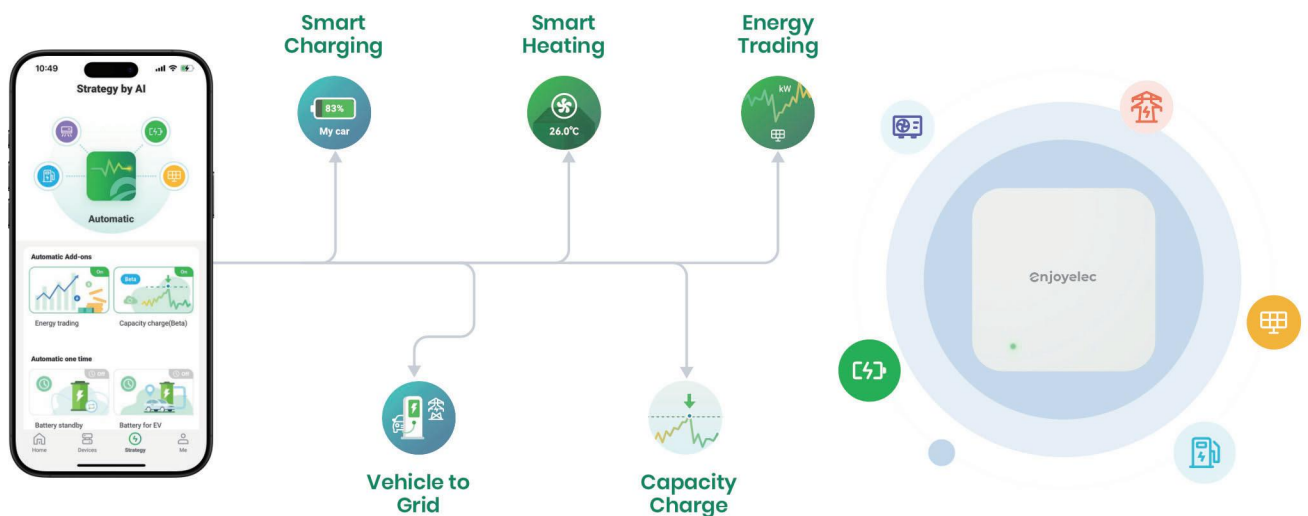 10:49
Strategy by AI
Automatic
Automatic Add-ons
On
Energy trading
Beta
On
Capacity charge(Beta)
Automatic one time
Off
Battery standby
Off
Battery for EV
Home
Devices
Strategy
Me
Smart
Charging
83%
My car
Smart
Heating
26.0°C
Energy
Trading
kW
Vehicle to
Grid
Capacity
Charge
enjoyelec